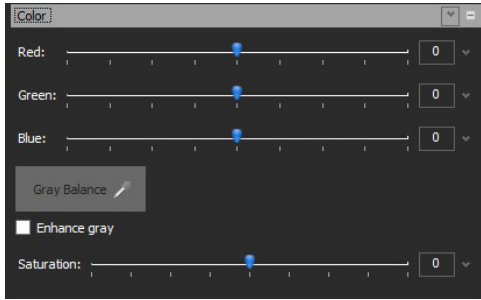 Color
Red: 0
Green: 0
Blue: 0
Gray Balance
Enhance gray
Saturation: 0